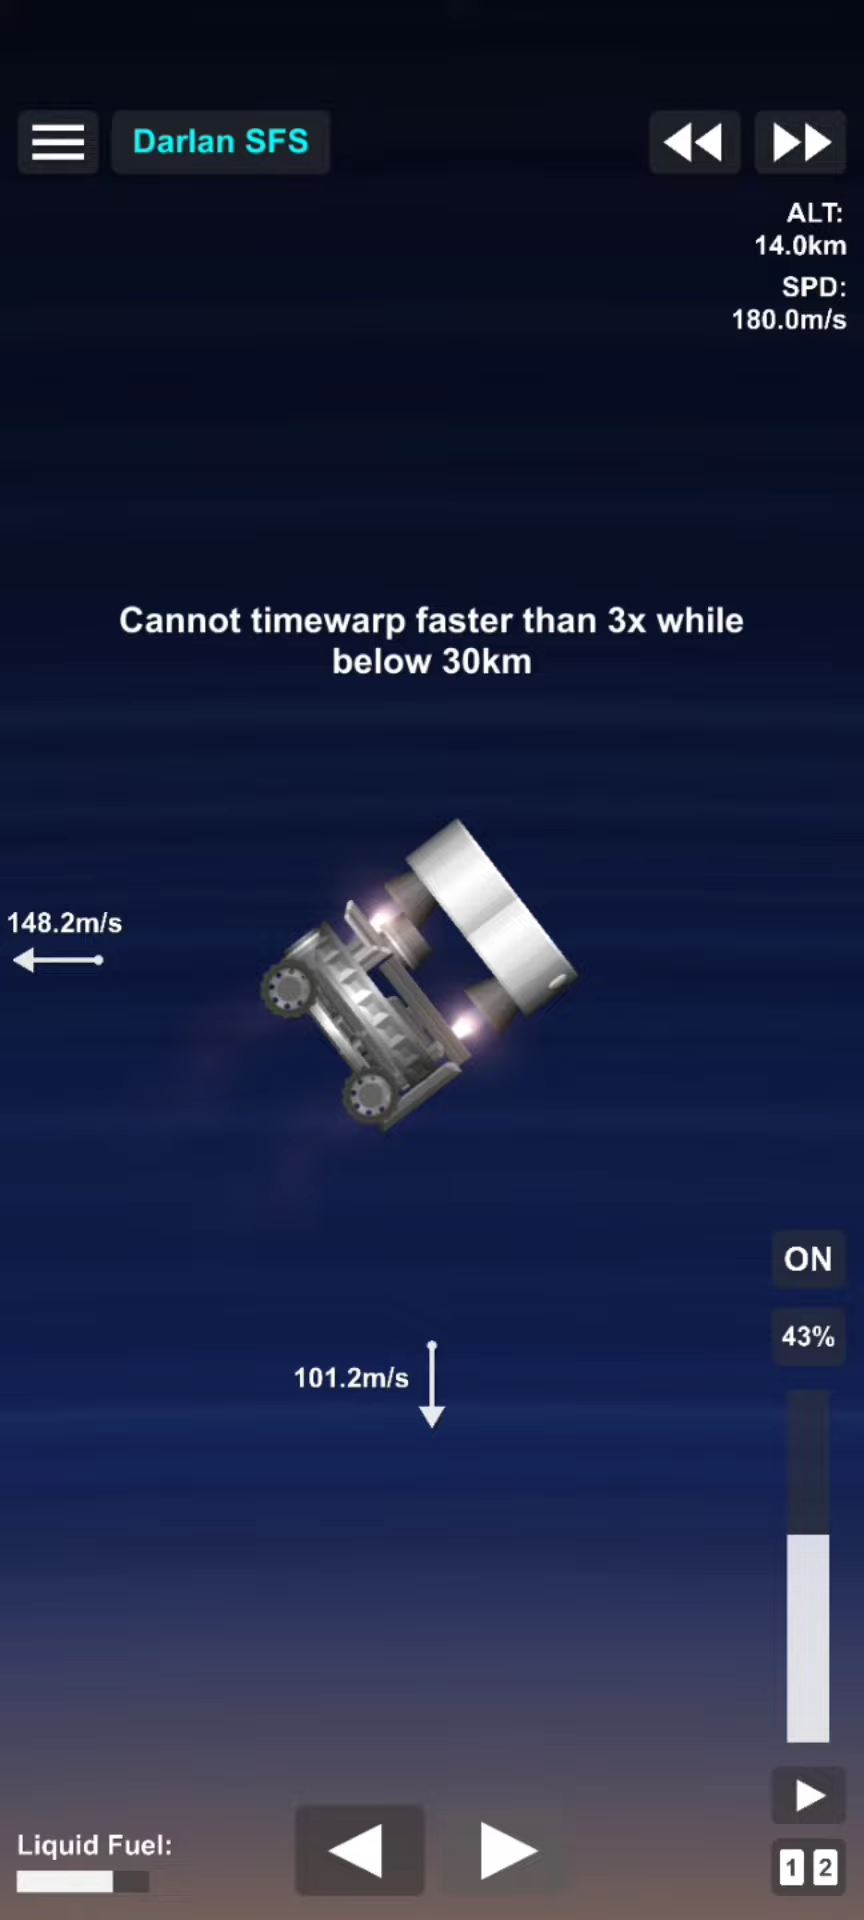 Darlan SFS
ALT:
14.0km
SPD:
180.0m/s
Cannot timewarp faster than 3x while
below 30km
148.2m/s
101.2m/s
ON
43%
Liquid Fuel:
1 2